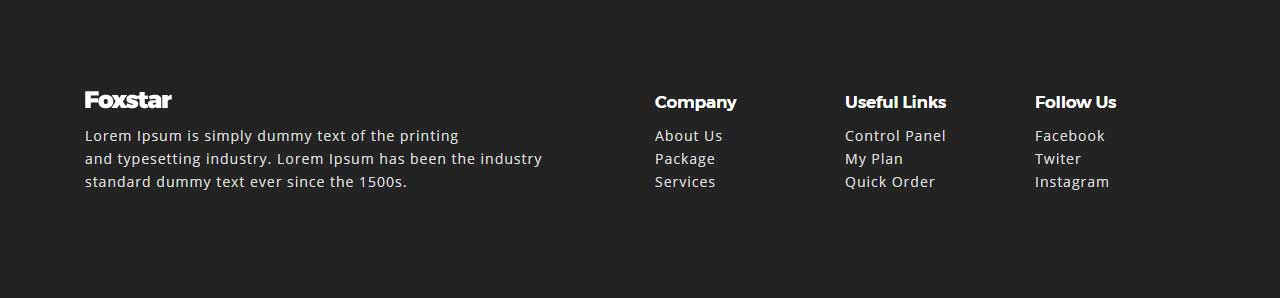 Foxstar
Lorem Ipsum is simply dummy text of the printing
and typesetting industry. Lorem Ipsum has been the industry
standard dummy text ever since the 1500s.
Company
About Us
Package
Services
Useful Links
Control Panel
My Plan
Quick Order
Follow Us
Facebook
Twiter
Instagram